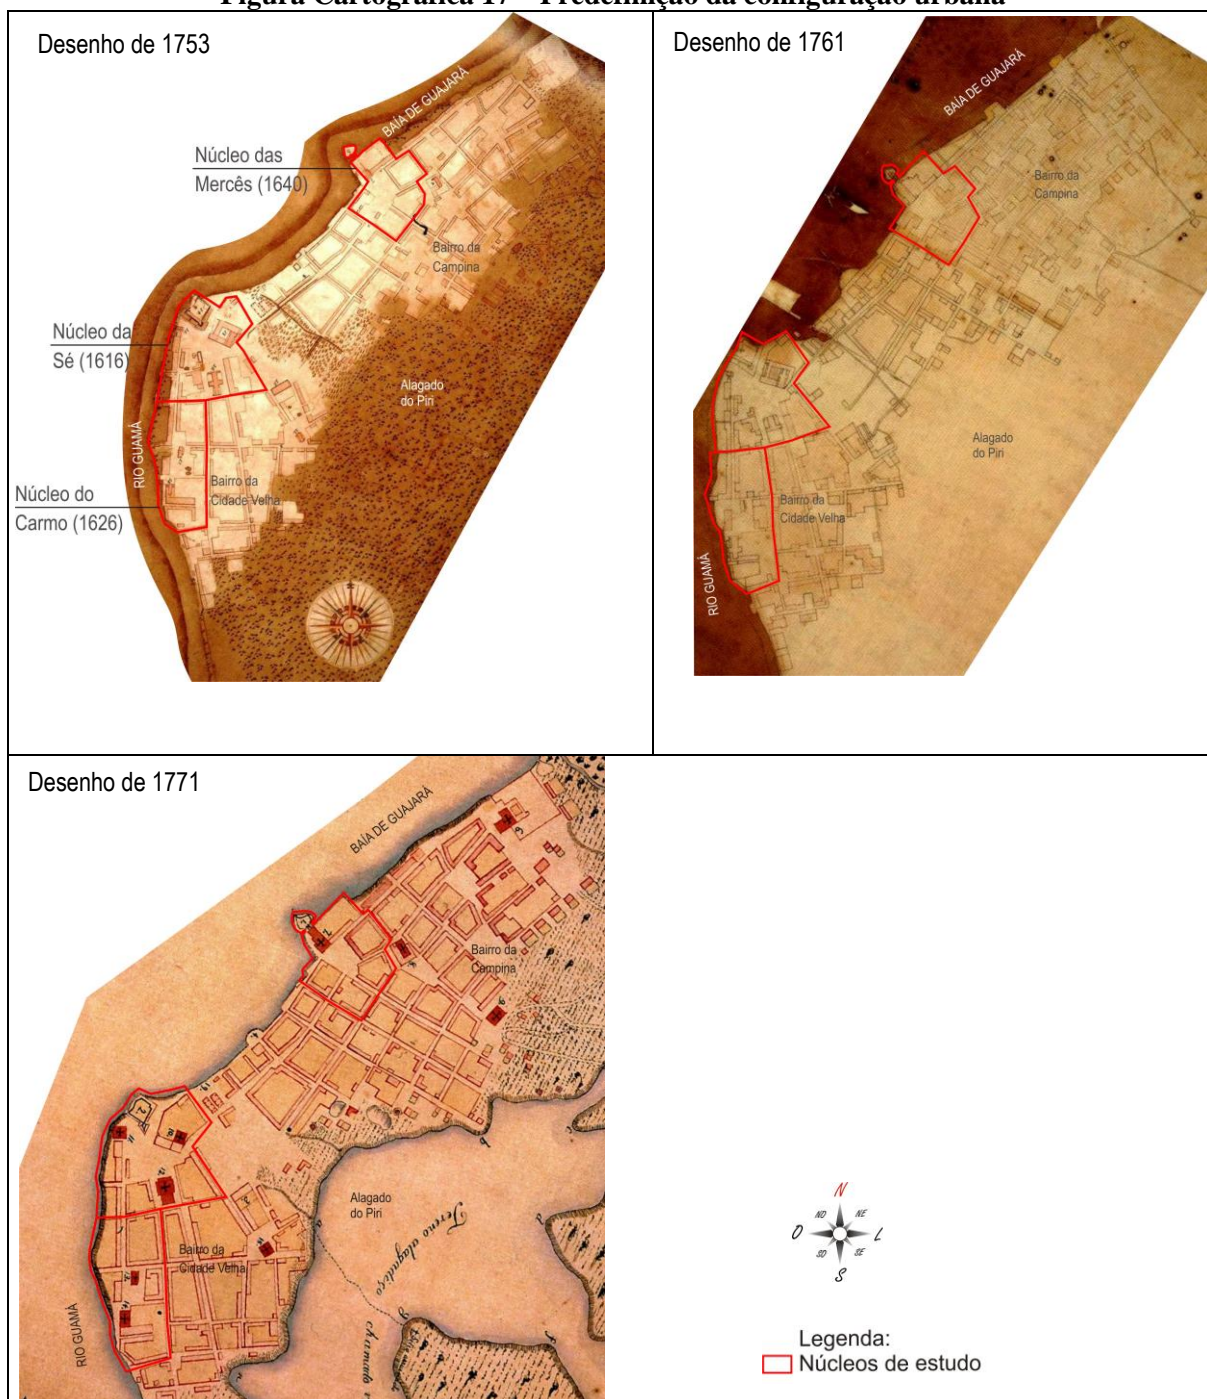 Figura Cartográfica 17 – Predefinição da configuração urbana
Desenho de 1753
BAÍA DE GUAJARÁ
Núcleo das
Mercês (1640)
Bairro da
Campina
Núcleo da
Sé (1616)
Alagado
do Piri
RIO GUAMÁ
Bairro da
Cidade Velha
Núcleo do
Carmo (1626)
Desenho de 1761
BAÍA DE GUAJARÁ
Bairro da
Campina
Alagado
do Piri
Bairro da
Cidade Velha
RIO GUAMÁ
Desenho de 1771
BAÍA DE GUAJARÁ
Bairro da
Campina
Alagado
do Piri
Terreno alagadiço
Bairro da
Cidade Velha
RIO GUAMÁ
N
ND NE
O L
SD SE
S
Legenda:
Núcleos de estudo